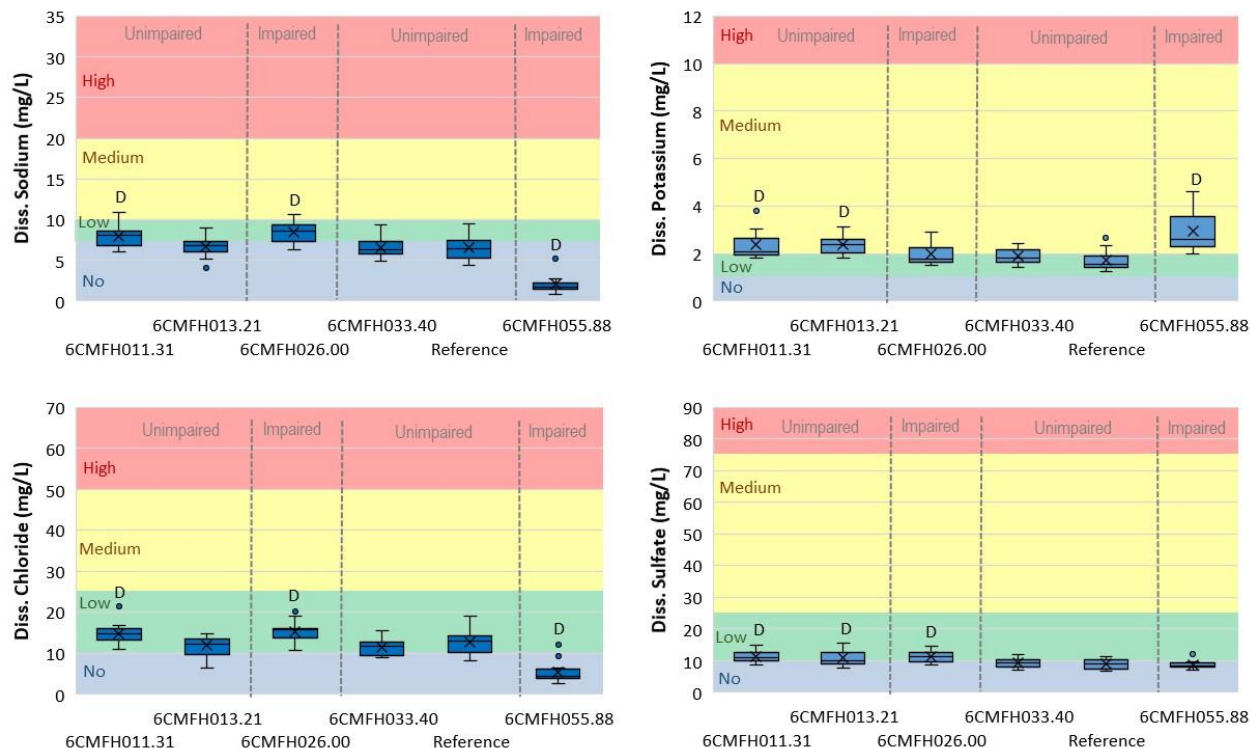 Diss. Sodium (mg/L)
35
30
25
20
15
10
5
0
Unimpaired Impaired Unimpaired Impaired
High
Medium
Low
No
D
D
D
6CMFH013.21 6CMFH033.40 6CMFH055.88
6CMFH011.31 6CMFH026.00 Reference
Diss. Potassium (mg/L)
12
10
8
6
4
2
0
High Unimpaired Impaired Unimpaired Impaired
Medium
Low
No
D
D
D
6CMFH013.21 6CMFH033.40 6CMFH055.88
6CMFH011.31 6CMFH026.00 Reference
Diss. Chloride (mg/L)
70
60
50
40
30
20
10
0
Unimpaired Impaired Unimpaired Impaired
High
Medium
Low
No
D
D
D
6CMFH013.21 6CMFH033.40 6CMFH055.88
6CMFH011.31 6CMFH026.00 Reference
Diss. Sulfate (mg/L)
90
80
70
60
50
40
30
20
10
0
High Unimpaired Impaired Unimpaired Impaired
Medium
Low
No
D D D
D
6CMFH013.21 6CMFH033.40 6CMFH055.88
6CMFH011.31 6CMFH026.00 Reference